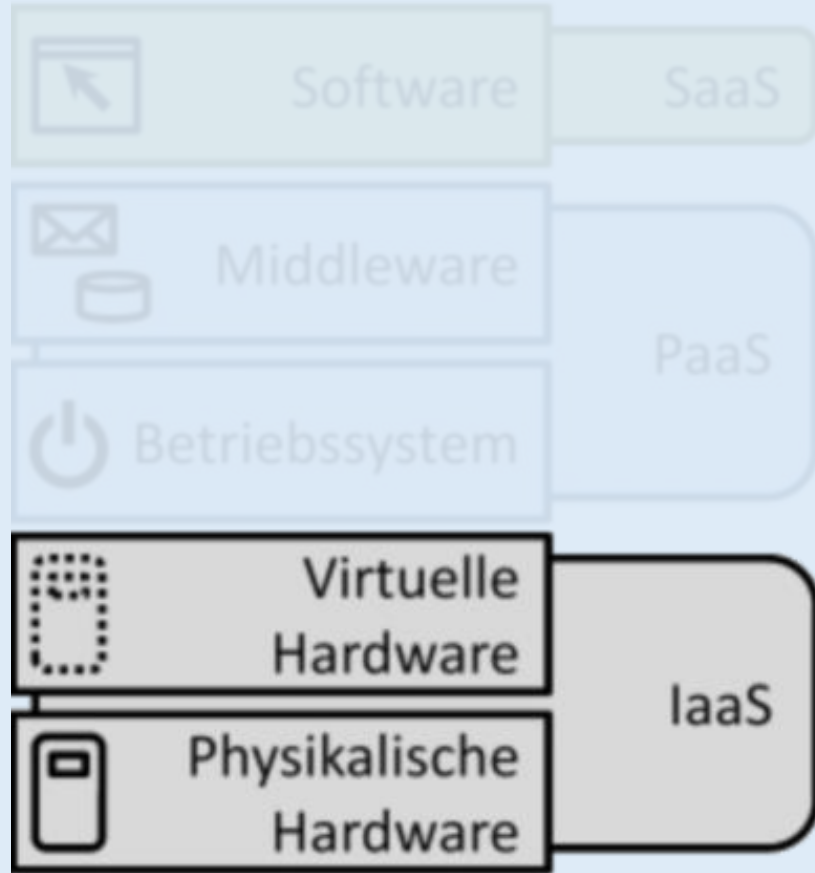 Software
SaaS
Middleware
PaaS
Betriebssystem
Virtuelle
Hardware
IaaS
Physikalische
Hardware